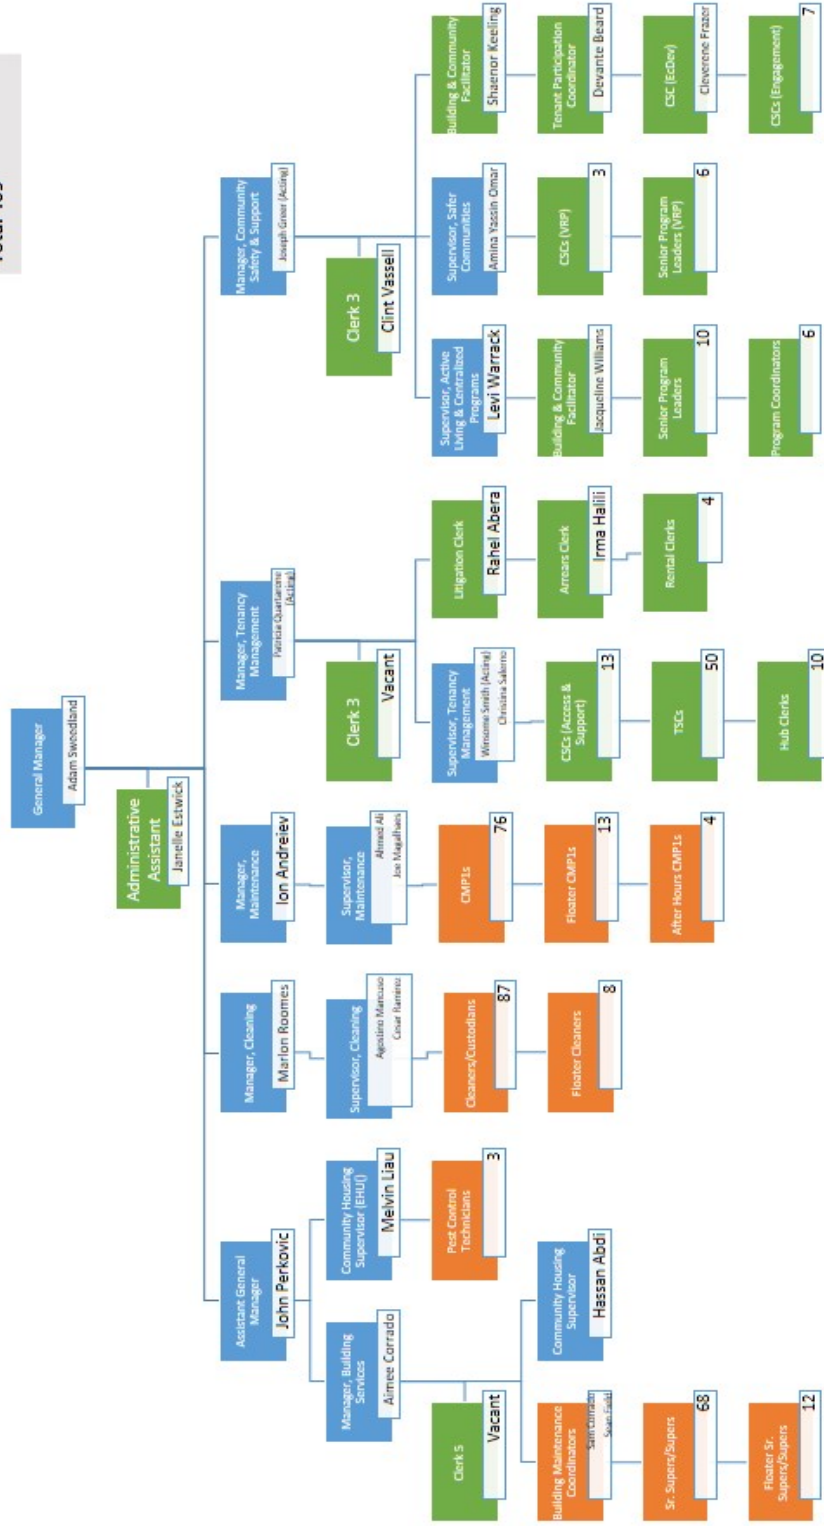 General Manager
Adam Sweedland
Administrative
Assistant
Janelle Estwick
Assistant General
Manager
John Perkovic
Manager, Building
Services
Aimee Corrado
Clerk 5
Vacant
Building Maintenance
Coordinators
Sam Corrado
Sean Field
Sr. Supers/Supers
68
Floater Sr.
Supers/Supers
12
Community Housing
Supervisor
Hassan Abdi
Community Housing
Supervisor (EHU()
Melvin Liau
Pest Control
Technicians
3
Manager, Cleaning
Marlon Roomes
Supervisor, Cleaning
Agostino Mancuso
Cesar Ramirez
Cleaners/Custodians
87
Floater Cleaners
8
Manager,
Maintenance
Ion Andreiev
Supervisor,
Maintenance
Ahmed Ali
Joe Magalhaes
CMP1s
76
Floater CMP1s
13
After Hours CMP1s
4
Manager, Tenancy
Management
Patricia Quartarone
(Acting)
Clerk 3
Vacant
Supervisor, Tenancy
Management
Winsome Smith (Acting)
Christina Salerno
CSCs (Access &
Support)
13
TSCs
50
Hub Clerks
10
Litigation Clerk
Rahel Abera
Arrears Clerk
Irma Halili
Rental Clerks
4
Manager, Community
Safety & Support
Joseph Greer (Acting)
Clerk 3
Clint Vassell
Supervisor, Active
Living & Centralized
Programs
Levi Warrack
Building & Community
Facilitator
Jacqueline Williams
Senior Program
Leaders
10
Program Coordinators
6
Supervisor, Safer
Communities
Amina Yassin Omar
CSCs (VRP)
3
Senior Program
Leaders (VRP)
6
Building & Community
Facilitator
Shaenor Keeling
Tenant Participation
Coordinator
Devante Beard
CSC (EcDev)
Cleverene Frazer
CSCs (Engagement)
7